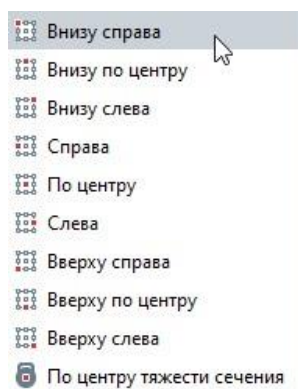 Внизу справа
Внизу по центру
Внизу слева
Справа
По центру
Слева
Вверху справа
Вверху по центру
Вверху слева
По центру тяжести сечения